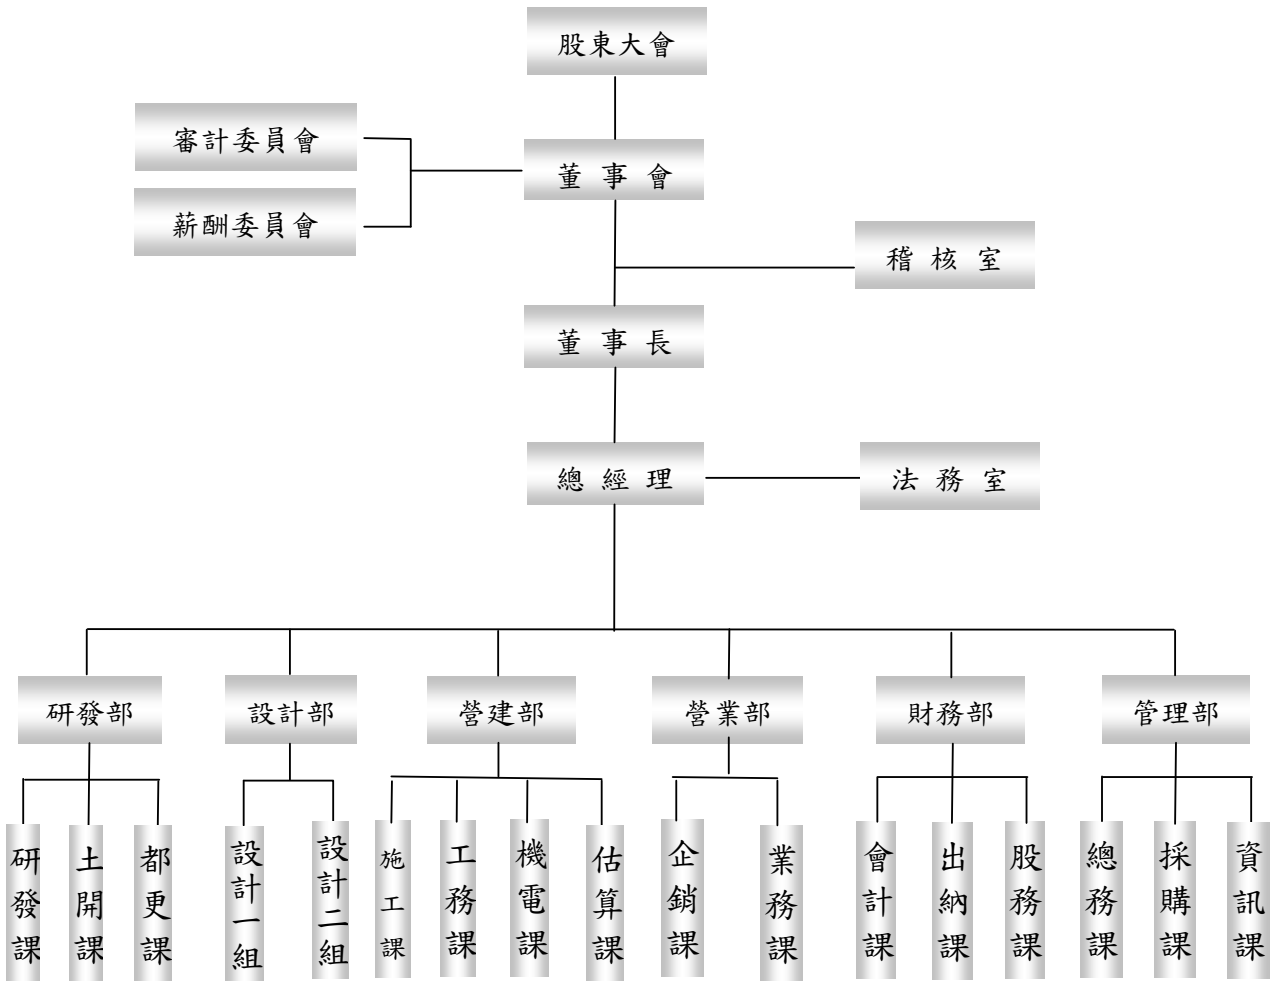 股東大會
審計委員會
董事會
薪酬委員會
稽核室
董事長
總經理
法務室
研發部
設計部
營建部
營業部
財務部
管理部
研發課
土開課
都更課
設計一組
設計二組
施工課
工務課
機電課
估算課
企銷課
業務課
會計課
出納課
股務課
總務課
採購課
資訊課